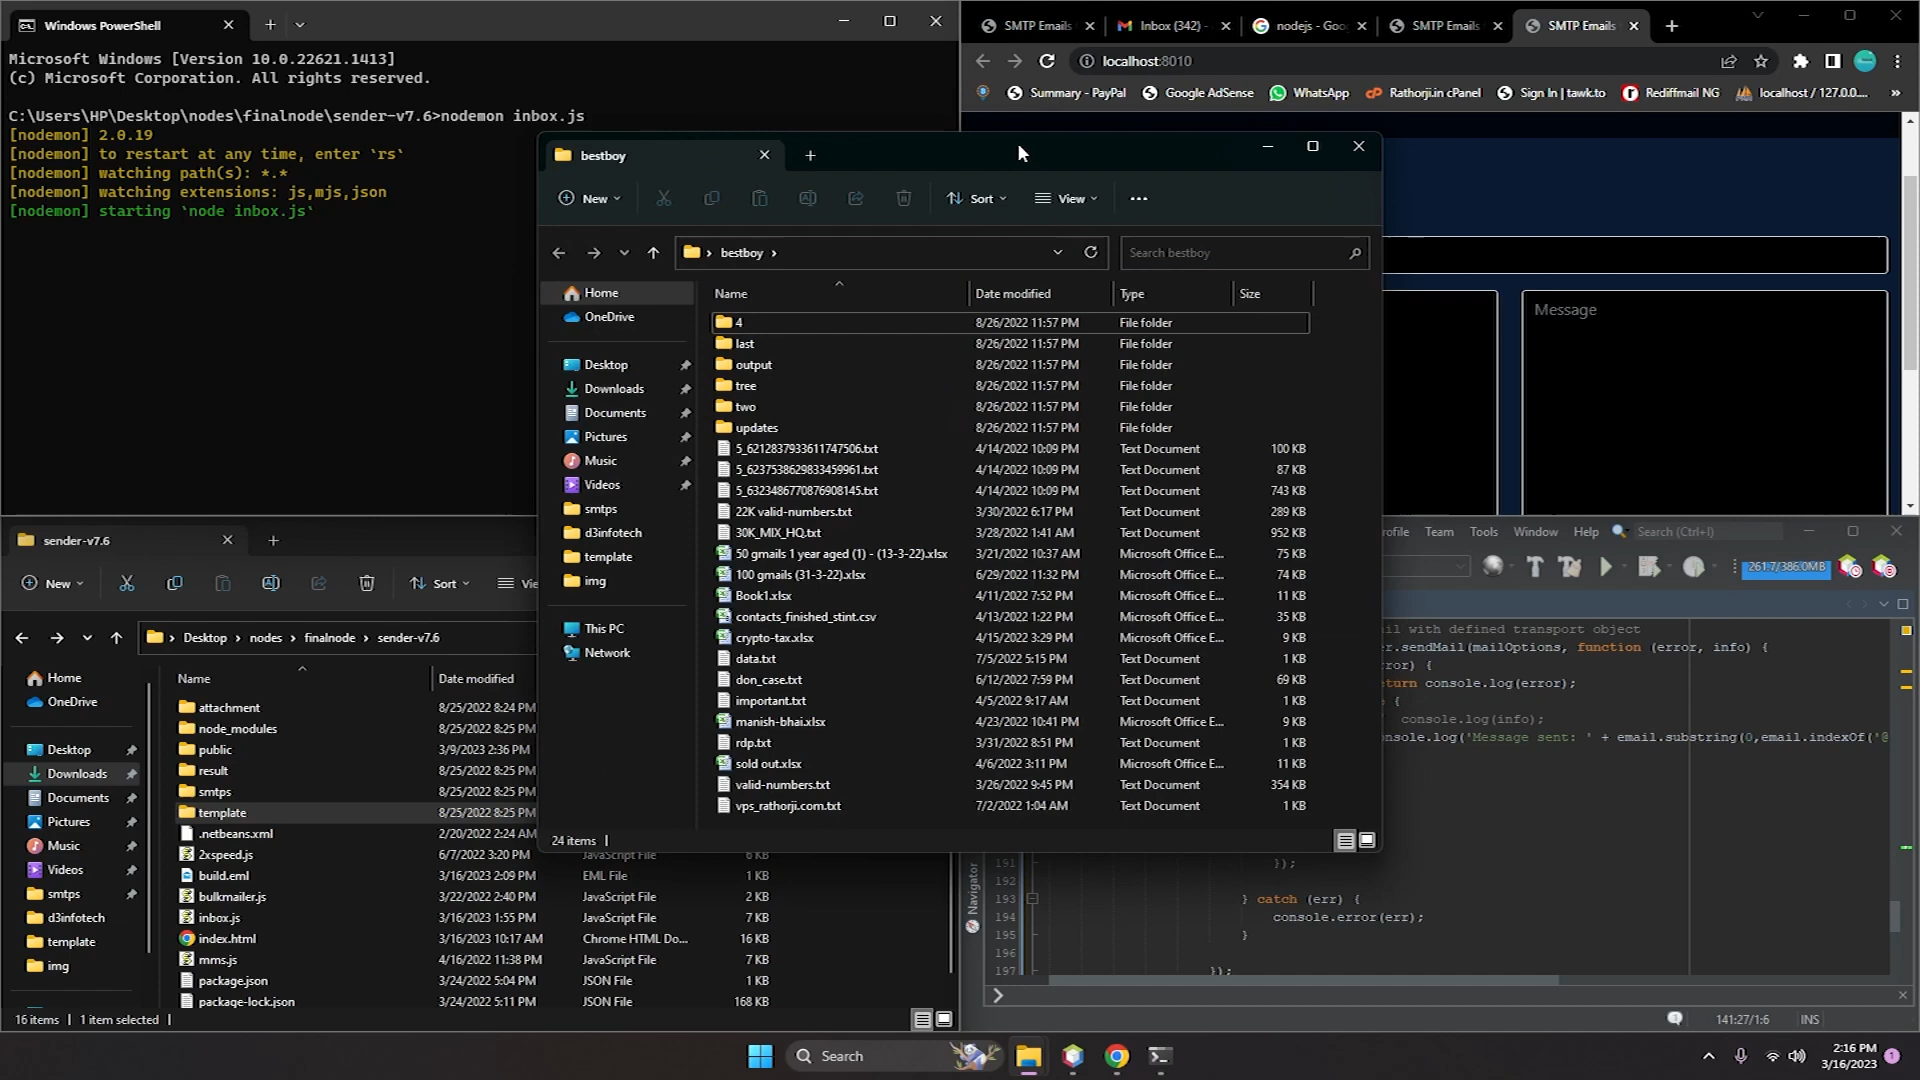 Windows PowerShell
Microsoft Windows [Version 10.0.22621.1413]
(c) Microsoft Corporation. All rights reserved.
C:\Users\HP\Desktop\nodes\finalnode\sender-v7.6>nodemon inbox.js
[nodemon] 2.0.19
[nodemon] to restart at any time, enter `rs`
[nodemon] watching path(s): *.*
[nodemon] watching extensions: js,mjs,json
[nodemon] starting `node inbox.js`
SMTP Emails
Inbox (342) -
nodejs - Goo
SMTP Emails
SMTP Emails
localhost:8010
Summary - PayPal
Google AdSense
WhatsApp
Rathorji.in cPanel
Sign In | tawk.to
Rediffmail NG
localhost / 127.0.0....
Message
bestboy
New
Sort
View
bestboy
Search bestboy
Home
OneDrive
Desktop
Downloads
Documents
Pictures
Music
Videos
smtps
d3infotech
template
img
This PC
Network
Name Date modified Type Size
4 8/26/2022 11:57 PM File folder
last 8/26/2022 11:57 PM File folder
output 8/26/2022 11:57 PM File folder
tree 8/26/2022 11:57 PM File folder
two 8/26/2022 11:57 PM File folder
updates 8/26/2022 11:57 PM File folder
5_6212837933611747506.txt 4/14/2022 10:09 PM Text Document 100 KB
5_6237538629833459961.txt 4/14/2022 10:09 PM Text Document 87 KB
5_6323486770876908145.txt 4/14/2022 10:09 PM Text Document 743 KB
22K valid-numbers.txt 3/30/2022 6:17 PM Text Document 289 KB
30K_MIX_HQ.txt 3/28/2022 1:41 AM Text Document 952 KB
50 gmails 1 year aged (1) - (13-3-22).xlsx 3/21/2022 10:37 AM Microsoft Office E... 75 KB
100 gmails (31-3-22).xlsx 6/29/2022 11:32 PM Microsoft Office E... 74 KB
Book1.xlsx 4/11/2022 7:52 PM Microsoft Office E... 11 KB
contacts_finished_stint.csv 4/13/2022 1:22 PM Microsoft Office E... 35 KB
crypto-tax.xlsx 4/15/2022 3:29 PM Microsoft Office E... 9 KB
data.txt 7/5/2022 5:15 PM Text Document 1 KB
don_case.txt 6/12/2022 7:59 PM Text Document 69 KB
important.txt 4/5/2022 9:17 AM Text Document 1 KB
manish-bhai.xlsx 4/23/2022 10:41 PM Microsoft Office E... 9 KB
rdp.txt 3/31/2022 8:51 PM Text Document 1 KB
sold out.xlsx 4/6/2022 3:11 PM Microsoft Office E... 11 KB
valid-numbers.txt 3/26/2022 9:45 PM Text Document 354 KB
vps_rathorji.com.txt 7/2/2022 1:04 AM Text Document 1 KB
24 items
sender-v7.6
New
Sort
Vie
Desktop nodes finalnode sender-v7.6
Home
OneDrive
Desktop
Downloads
Documents
Pictures
Music
Videos
smtps
d3infotech
template
img
Name Date modified
attachment 8/25/2022 8:24 PM
node_modules 8/25/2022 8:25 PM
public 3/9/2023 2:36 PM
result 8/25/2022 8:25 PM
smtps 8/25/2022 8:25 PM
template 8/25/2022 8:25 PM
.netbeans.xml 2/20/2022 2:24 AM
2xspeed.js 6/7/2022 3:20 PM JavaScript File 6 KB
build.eml 3/16/2023 2:09 PM EML File 1 KB
bulkmailer.js 3/22/2022 2:40 PM JavaScript File 2 KB
inbox.js 3/16/2023 1:55 PM JavaScript File 7 KB
index.html 3/16/2023 10:17 AM Chrome HTML Do... 16 KB
mms.js 4/16/2022 11:38 PM JavaScript File 7 KB
package.json 3/24/2022 5:04 PM JSON File 1 KB
package-lock.json 3/24/2022 5:11 PM JSON File 168 KB
16 items 1 item selected
rofile Team Tools Window Help Search (Ctrl+I)
261.7/386.0MB
il with defined transport object
er.sendMail(mailOptions, function (error, info) {
ror) {
turn console.log(error);
{
console.log(info);
nsole.log('Message sent: ' + email.substring(0,email.indexOf('@
191 });
192
193 } catch (err) {
194 console.error(err);
195 }
196
197 });
Navigator
141:27/1:6 INS
Search
2:16 PM
3/16/2023
1